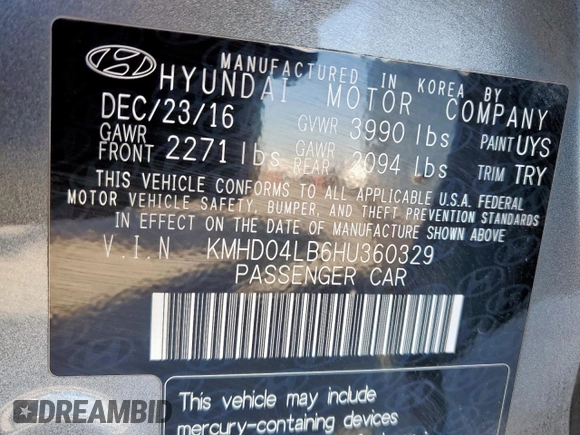 MANUFACTURED IN KOREA BY
HYUNDAI MOTOR COMPANY
DEC/23/16 GVWR 3990 lbs PAINT UYS
GAWR FRONT 2271 lbs GAWR REAR 2094 lbs TRIM TRY
THIS VEHICLE CONFORMS TO ALL APPLICABLE U.S.A. FEDERAL
MOTOR VEHICLE SAFETY, BUMPER, AND THEFT PREVENTION STANDARDS
IN EFFECT ON THE DATE OF MANUFACTURE SHOWN ABOVE.
V.I.N KMHD04LB6HU360329
PASSENGER CAR
This vehicle may include
mercury-containing devices
DREAMBID